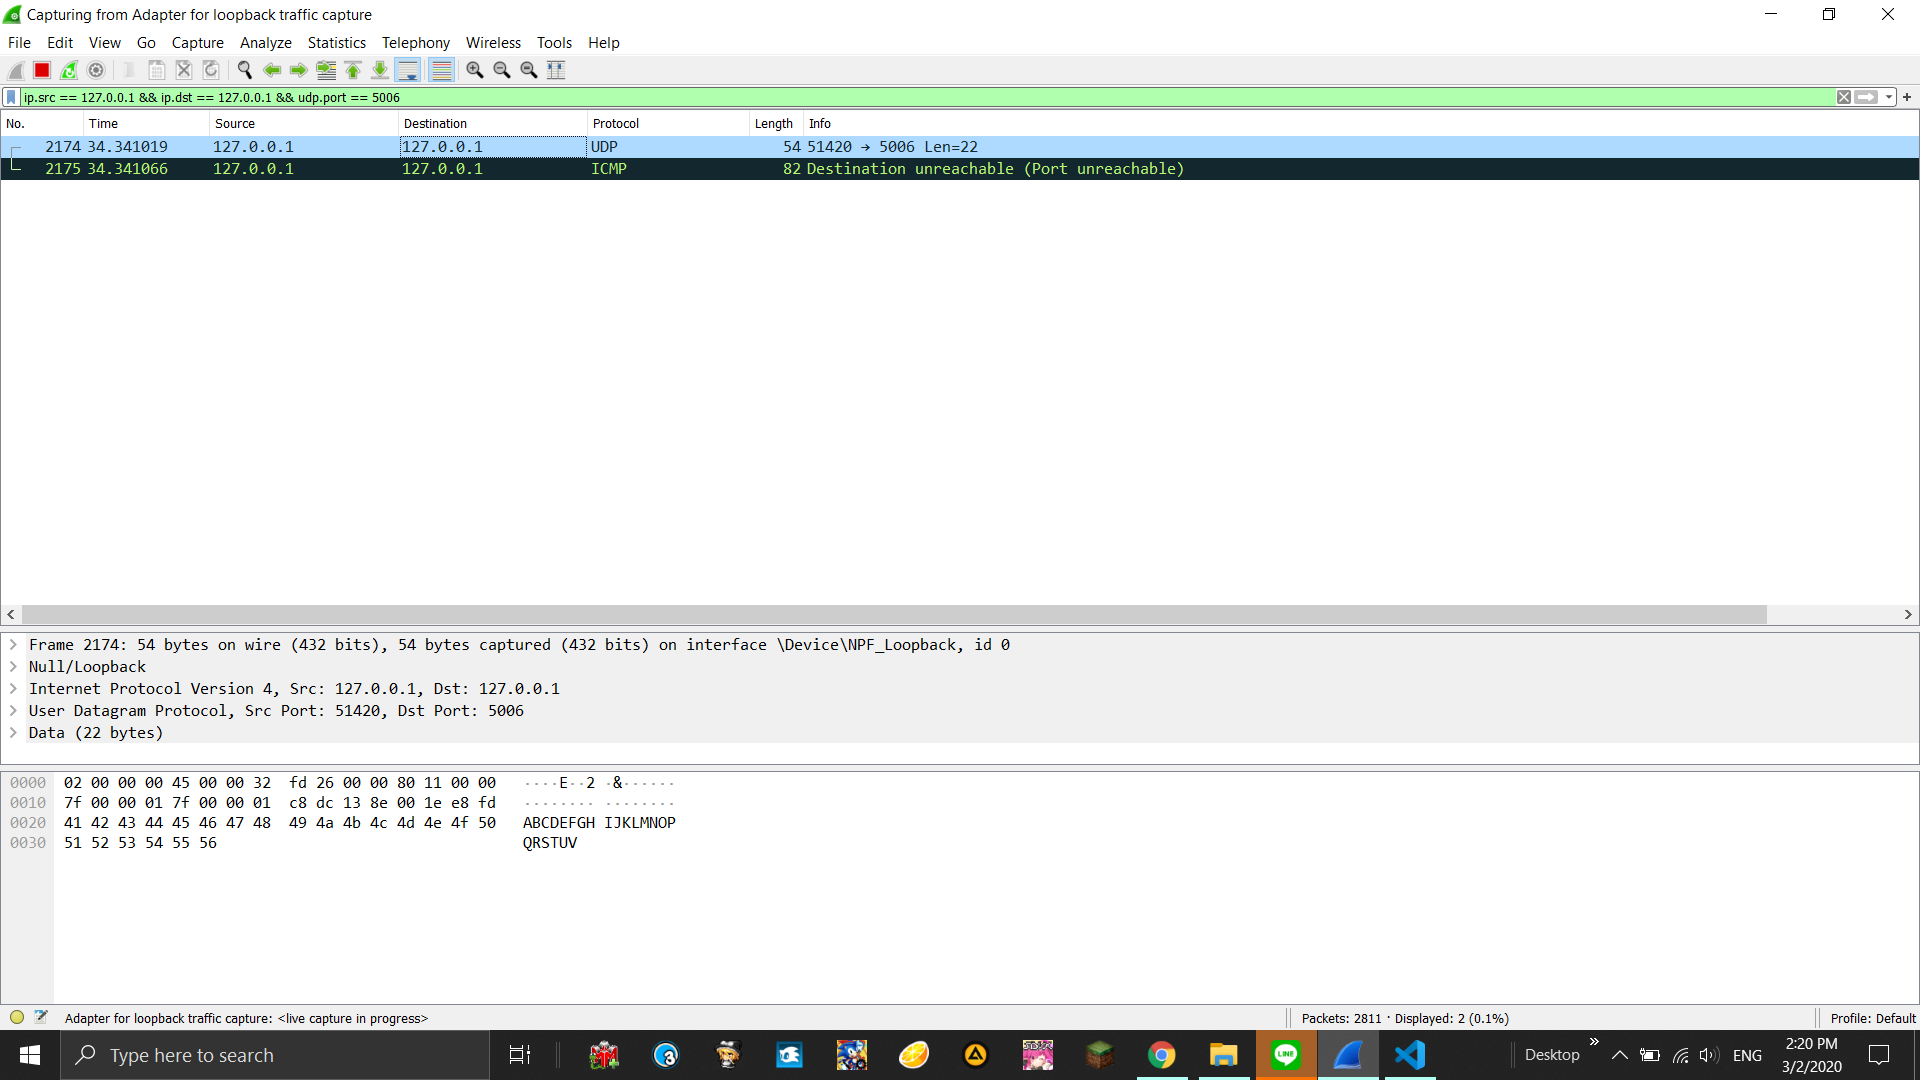 Capturing from Adapter for loopback traffic capture
File Edit View Go Capture Analyze Statistics Telephony Wireless Tools Help
ip.src == 127.0.0.1 && ip.dst == 127.0.0.1 && udp.port == 5006
No. Time Source Destination Protocol Length Info
2174 34.341019 127.0.0.1 127.0.0.1 UDP 54 51420 → 5006 Len=22
2175 34.341066 127.0.0.1 127.0.0.1 ICMP 82 Destination unreachable (Port unreachable)
Frame 2174: 54 bytes on wire (432 bits), 54 bytes captured (432 bits) on interface \Device\NPF_Loopback, id 0
Null/Loopback
Internet Protocol Version 4, Src: 127.0.0.1, Dst: 127.0.0.1
User Datagram Protocol, Src Port: 51420, Dst Port: 5006
Data (22 bytes)
0000 02 00 00 00 45 00 00 32 fd 26 00 00 80 11 00 00 ····E··2 ·&······
0010 7f 00 00 01 7f 00 00 01 c8 dc 13 8e 00 1e e8 fd ········ ········
0020 41 42 43 44 45 46 47 48 49 4a 4b 4c 4d 4e 4f 50 ABCDEFGH IJKLMNOP
0030 51 52 53 54 55 56 QRSTUV
Adapter for loopback traffic capture: <live capture in progress> Packets: 2811 · Displayed: 2 (0.1%) Profile: Default
Type here to search LINE Desktop ENG 2:20 PM
3/2/2020